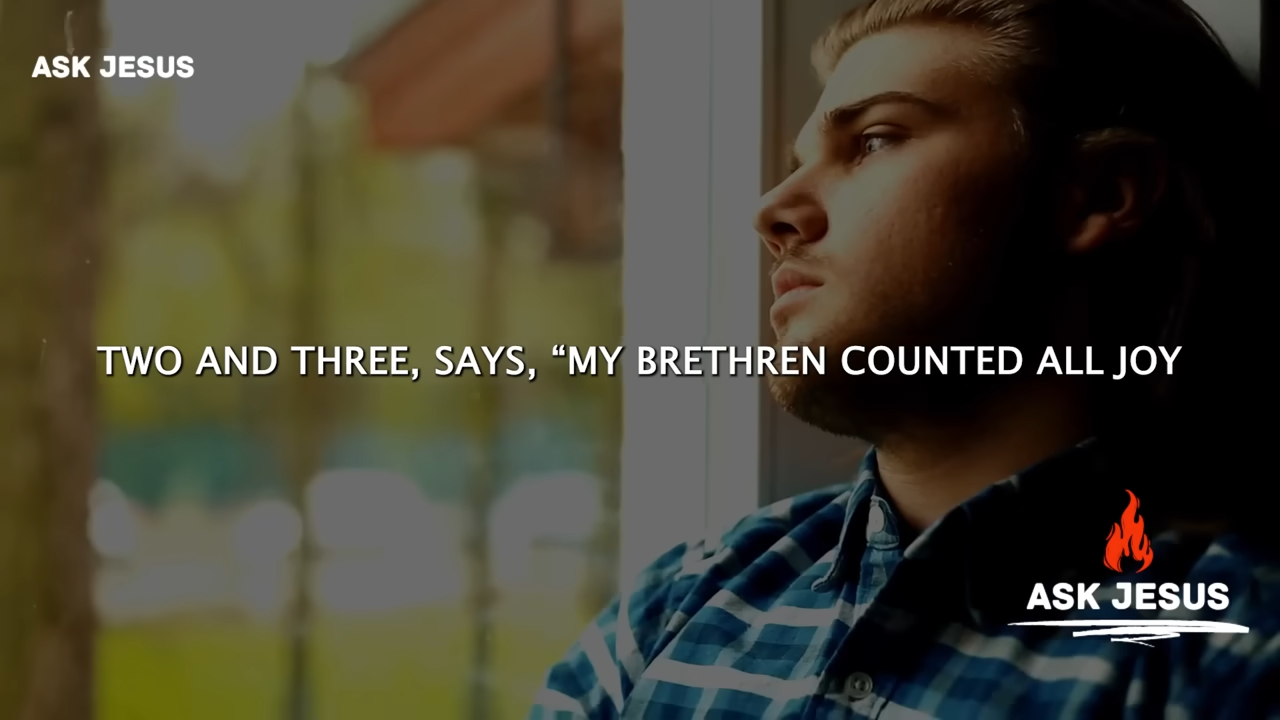 ASK JESUS
TWO AND THREE, SAYS, “MY BRETHREN COUNTED ALL JOY
ASK JESUS